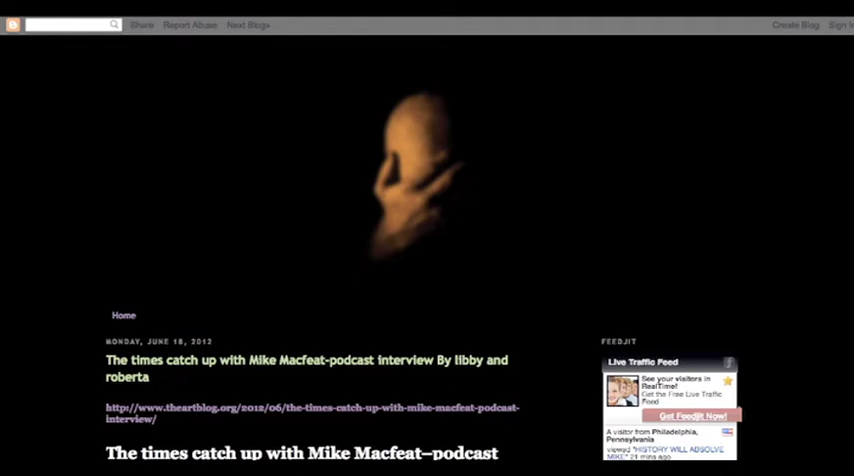 Share Report Abuse Next Blog» Create Blog Sign In
Home
MONDAY, JUNE 18, 2012
The times catch up with Mike Macfeat-podcast interview By libby and
roberta
http://www.theartblog.org/2012/06/the-times-catch-up-with-mike-macfeat-podcast-
interview/
The times catch up with Mike Macfeat–podcast
FEEDJIT
Live Traffic Feed
See your visitors in
RealTime!
Get the Free Live Traffic
Feed
Get Feedjit Now!
A visitor from Philadelphia,
Pennsylvania
viewed "HISTORY WILL ABSOLVE
MIKE" 21 mins ago